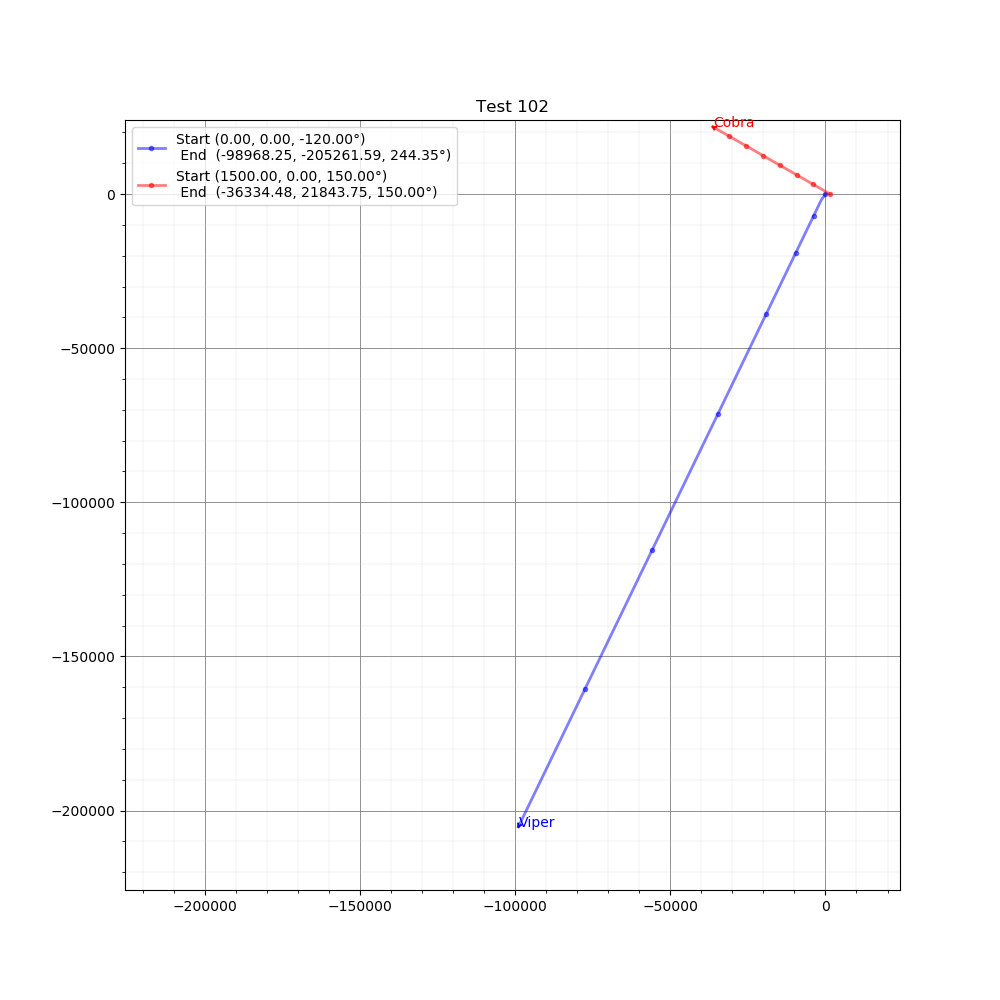 Test 102
Start (0.00, 0.00, -120.00°)
End (-98968.25, -205261.59, 244.35°)
Start (1500.00, 0.00, 150.00°)
End (-36334.48, 21843.75, 150.00°)
Cobra
0
−50000
−100000
−150000
−200000
Viper
−200000
−150000
−100000
−50000
0